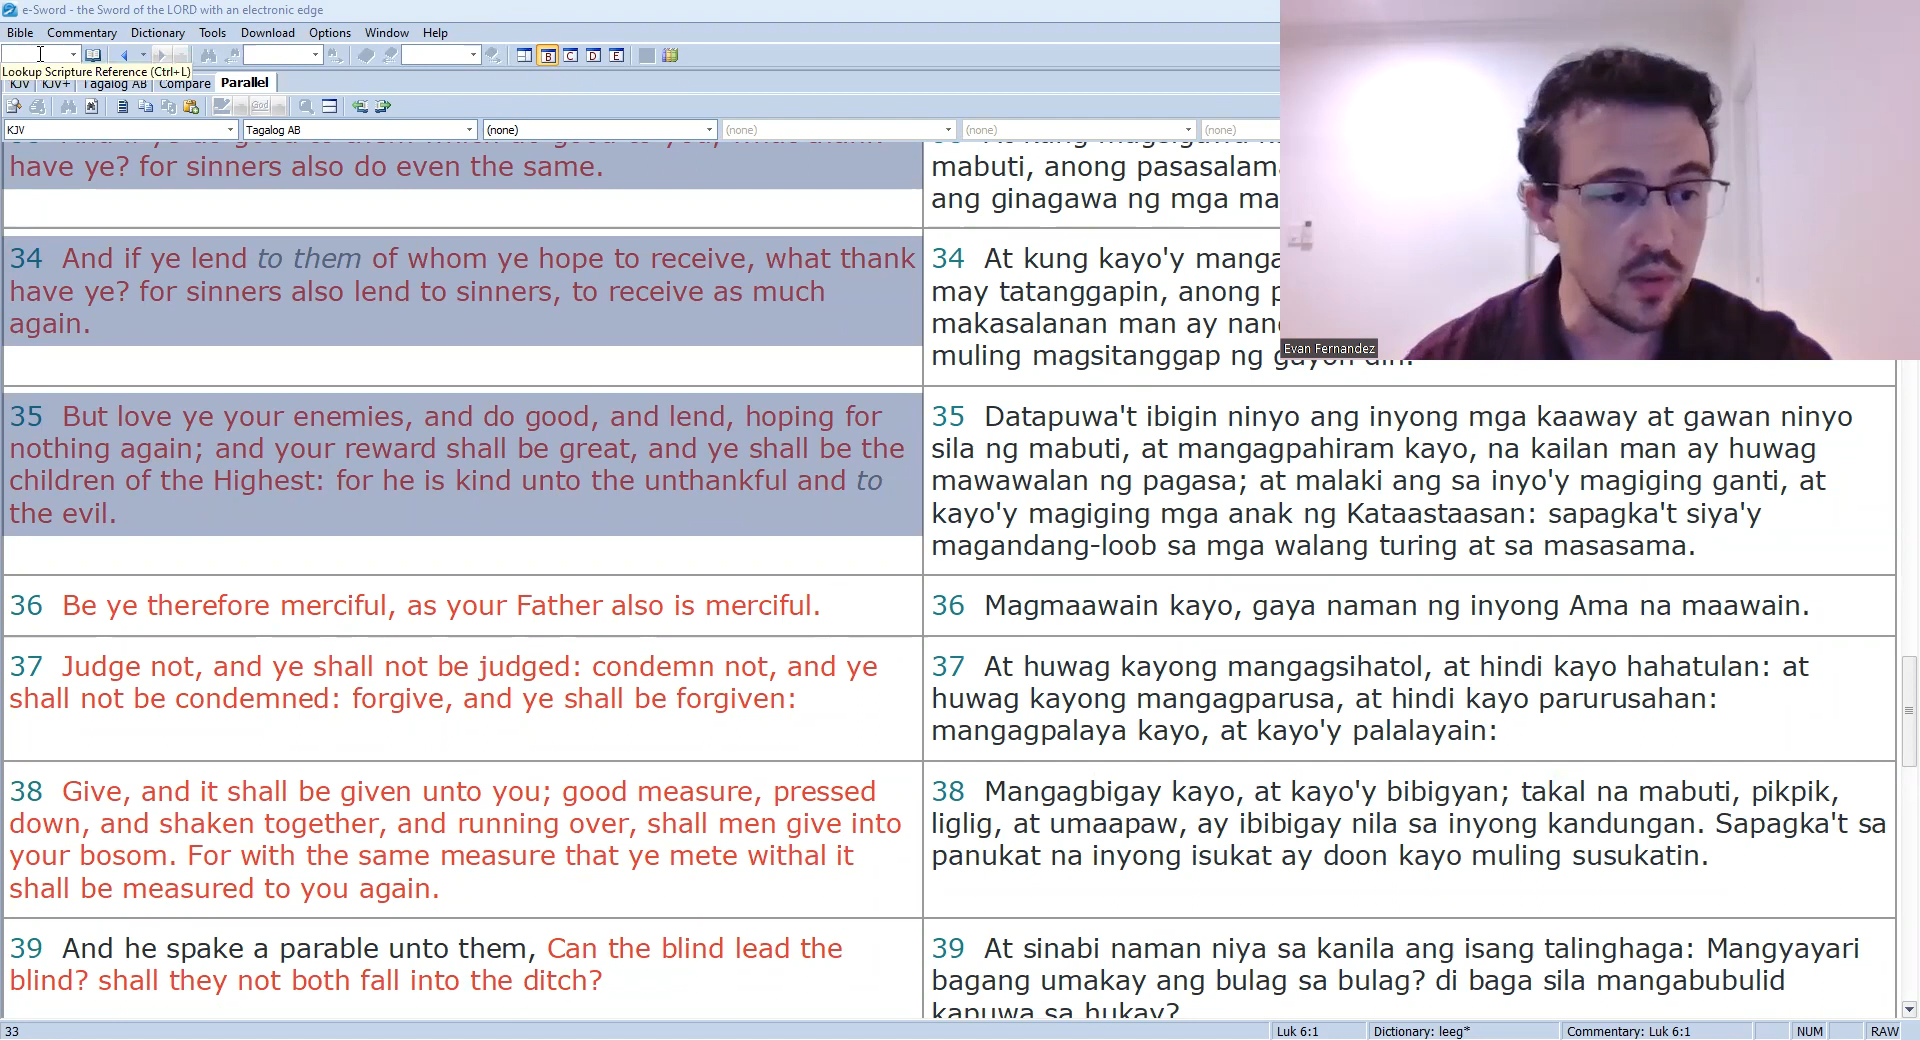 e-Sword - the Sword of the LORD with an electronic edge
Bible Commentary Dictionary Tools Download Options Window Help
B C D E
Lookup Scripture Reference (Ctrl+L)
KJV KJV+ Tagalog AB Compare Parallel
God
KJV Tagalog AB (none) (none) (none) (none)
have ye? for sinners also do even the same.
34 And if ye lend to them of whom ye hope to receive, what thank
have ye? for sinners also lend to sinners, to receive as much
again.
35 But love ye your enemies, and do good, and lend, hoping for
nothing again; and your reward shall be great, and ye shall be the
children of the Highest: for he is kind unto the unthankful and to
the evil.
36 Be ye therefore merciful, as your Father also is merciful.
37 Judge not, and ye shall not be judged: condemn not, and ye
shall not be condemned: forgive, and ye shall be forgiven:
38 Give, and it shall be given unto you; good measure, pressed
down, and shaken together, and running over, shall men give into
your bosom. For with the same measure that ye mete withal it
shall be measured to you again.
39 And he spake a parable unto them, Can the blind lead the
blind? shall they not both fall into the ditch?
mabuti, anong
ang ginagawa ng mga
34 At kung kayo'y
may tatanggapin, anong
makasalanan man ay
muling magsitanggap ng
35 Datapuwa't ibigin ninyo ang inyong mga kaaway at gawan ninyo
sila ng mabuti, at mangagpahiram kayo, na kailan man ay huwag
mawawalan ng pagasa; at malaki ang sa inyo'y magiging ganti, at
kayo'y magiging mga anak ng Kataastaasan: sapagka't siya'y
magandang-loob sa mga walang turing at sa masasama.
36 Magmaawain kayo, gaya naman ng inyong Ama na maawain.
37 At huwag kayong mangagsihatol, at hindi kayo hahatulan: at
huwag kayong mangagparusa, at hindi kayo parurusahan:
mangagpalaya kayo, at kayo'y palalayain:
38 Mangagbigay kayo, at kayo'y bibigyan; takal na mabuti, pikpik,
liglig, at umaapaw, ay ibibigay nila sa inyong kandungan. Sapagka't sa
panukat na inyong isukat ay doon kayo muling susukatin.
39 At sinabi naman niya sa kanila ang isang talinghaga: Mangyayari
bagang umakay ang bulag sa bulag? di baga sila mangabubulid
kapuwa sa hukay?
Evan Fernandez
33 Luk 6:1 Dictionary: leeg* Commentary: Luk 6:1 NUM RAW